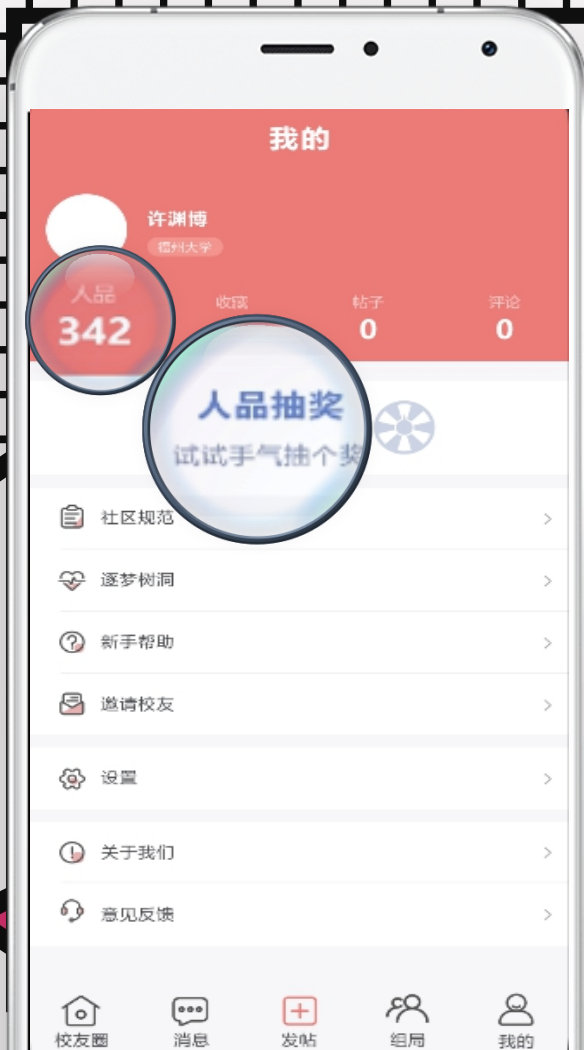 我的
许渊博
福州大学
人品
收藏
帖子
评论
342
0
0
人品抽奖
试试手气抽个奖
社区规范
逐梦树洞
新手帮助
邀请校友
设置
关于我们
意见反馈
校友圈
消息
发帖
组局
我的